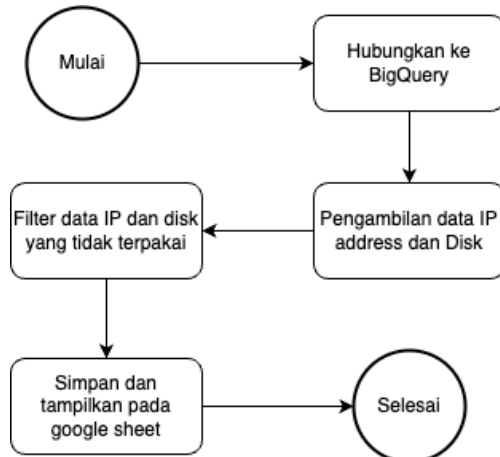 Mulai
Hubungkan ke
BigQuery
Pengambilan data IP
address dan Disk
Filter data IP dan disk
yang tidak terpakai
Simpan dan
tampilkan pada
google sheet
Selesai